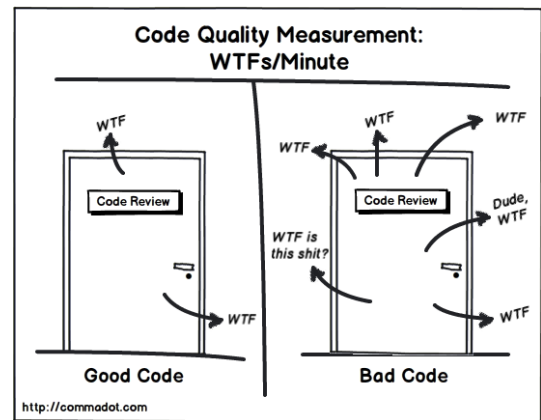 Code Quality Measurement:
WTFs/Minute
WTF
Code Review
WTF
Good Code
WTF
WTF
WTF
Code Review
Dude,
WTF
WTF is
this shit?
WTF
Bad Code
http://commadot.com